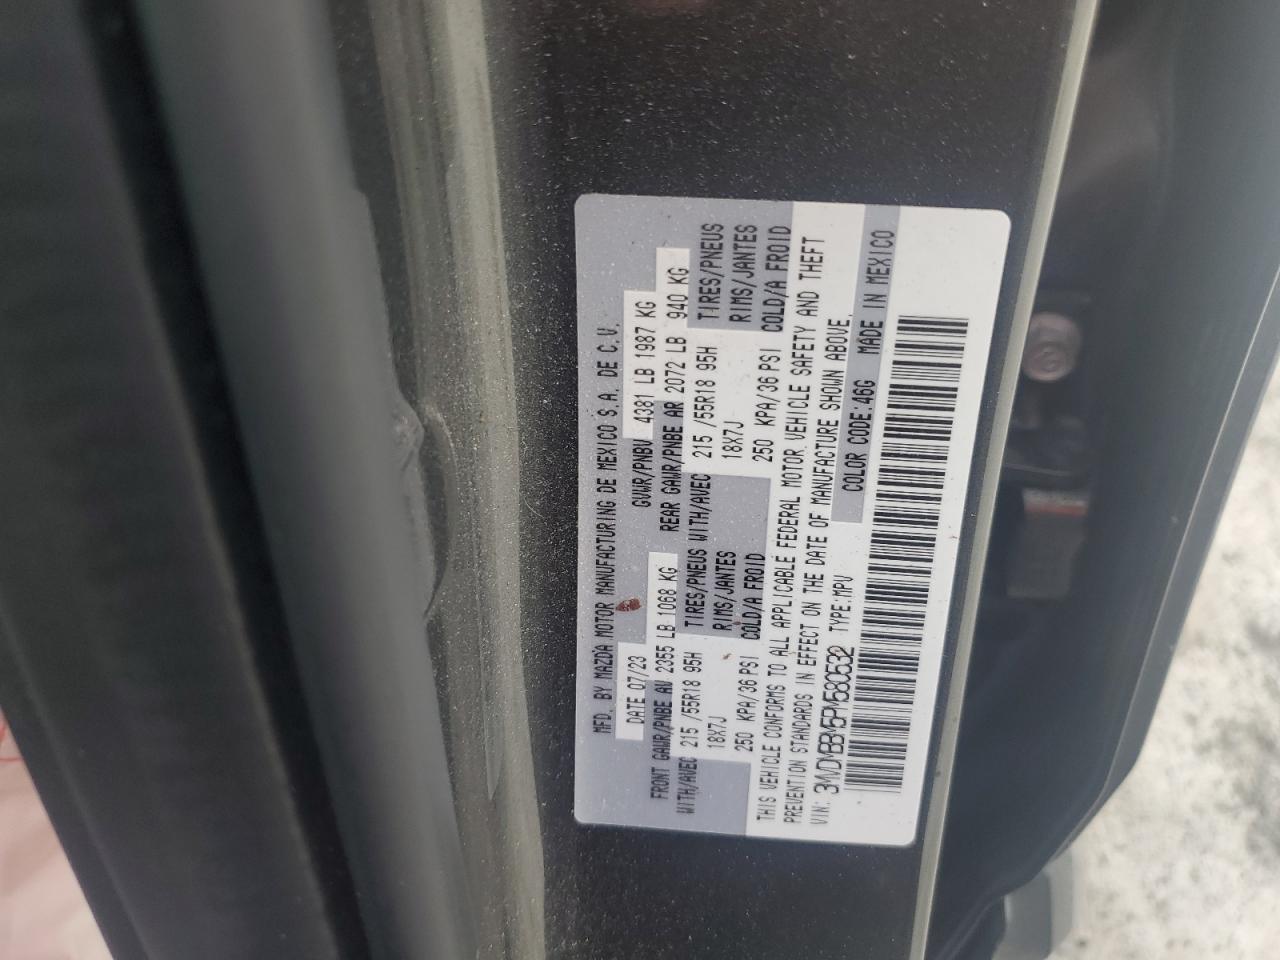 MFD. BY MAZDA MOTOR MANUFACTURING DE MEXICO S.A. DE C.V.
DATE 07/23 GVWR/PNBV 4381 LB 1987 KG
FRONT GAWR/PNBE AV 2355 LB 1068 KG REAR GAWR/PNBE AR 2072 LB 940 KG
WITH/AVEC 215 /55R18 95H TIRES/PNEUS WITH/AVEC 215 /55R18 95H TIRES/PNEUS
18X7J RIMS/JANTES 18X7J RIMS/JANTES
250 KPA/36 PSI COLD/A FROID 250 KPA/36 PSI COLD/A FROID
THIS VEHICLE CONFORMS TO ALL APPLICABLE FEDERAL MOTOR VEHICLE SAFETY AND THEFT
PREVENTION STANDARDS IN EFFECT ON THE DATE OF MANUFACTURE SHOWN ABOVE.
VIN: 3MVDMBBM5PM580532 TYPE:MPV COLOR CODE:46G MADE IN MEXICO